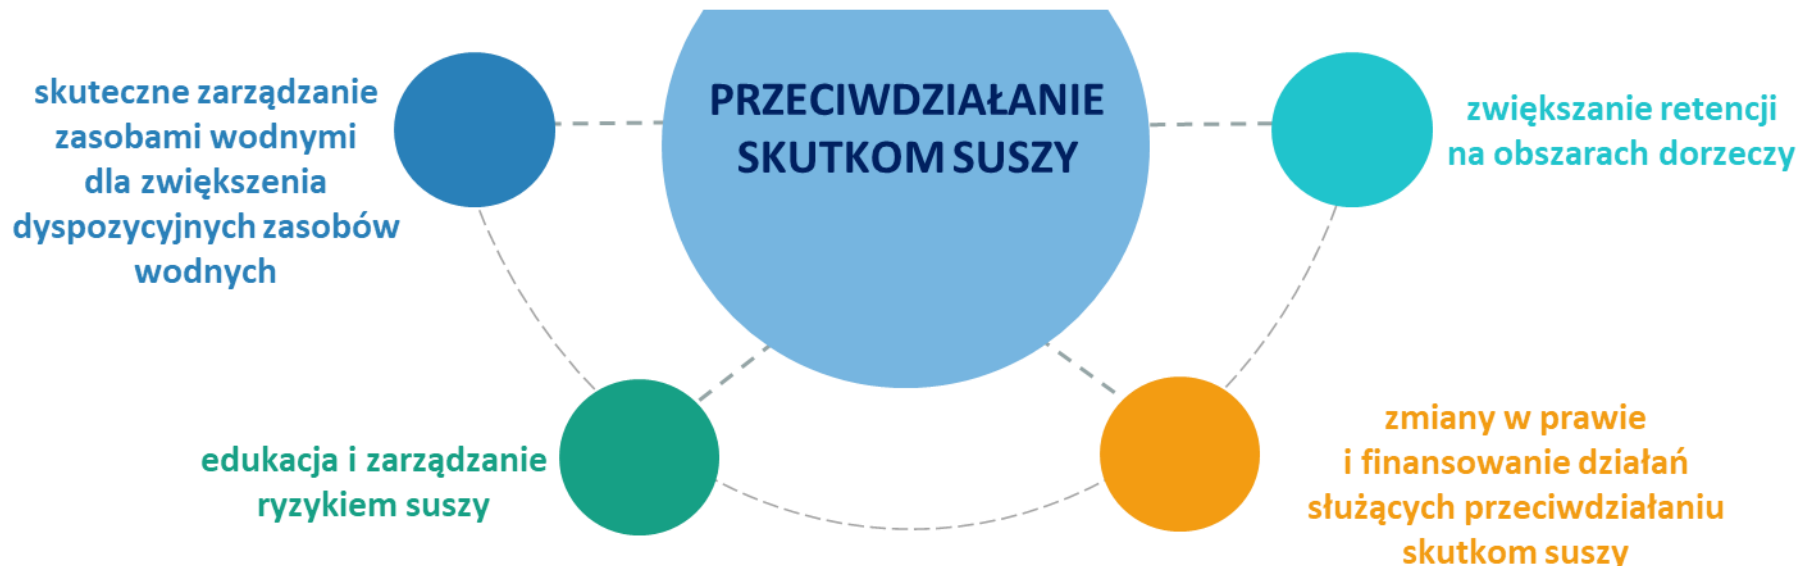 PRZECIWDZIAŁANIE
SKUTKOM SUSZY
skuteczne zarządzanie
zasobami wodnymi
dla zwiększenia
dyspozycyjnych zasobów
wodnych
zwiększanie retencji
na obszarach dorzeczy
edukacja i zarządzanie
ryzykiem suszy
zmiany w prawie
i finansowanie działań
służących przeciwdziałaniu
skutkom suszy